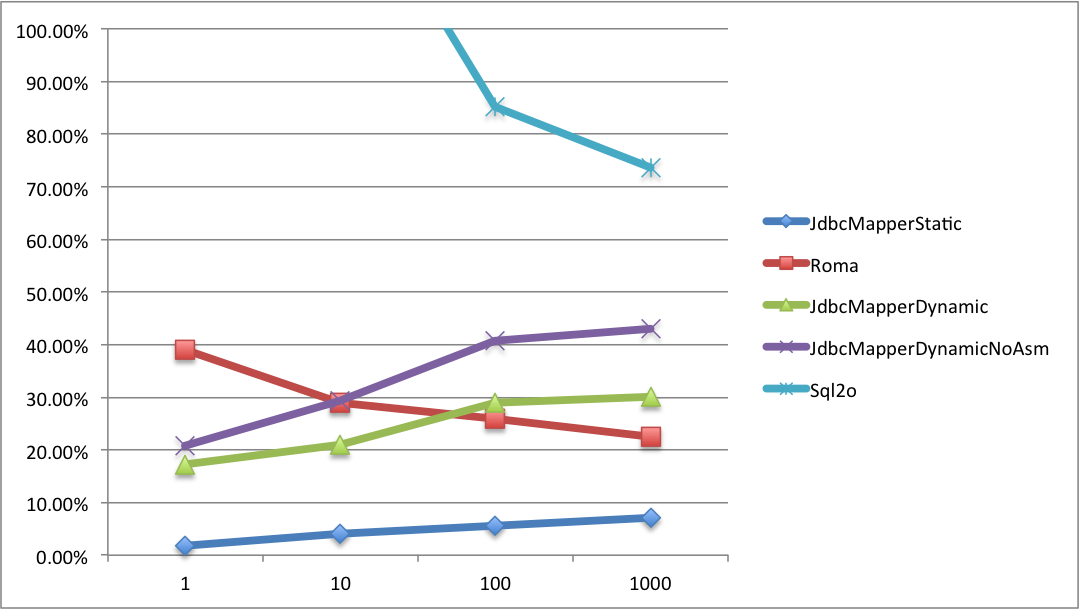 100.00%
90.00%
80.00%
70.00%
60.00%
50.00%
40.00%
30.00%
20.00%
10.00%
0.00%
1 10 100 1000
JdbcMapperStatic
Roma
JdbcMapperDynamic
JdbcMapperDynamicNoAsm
Sql2o